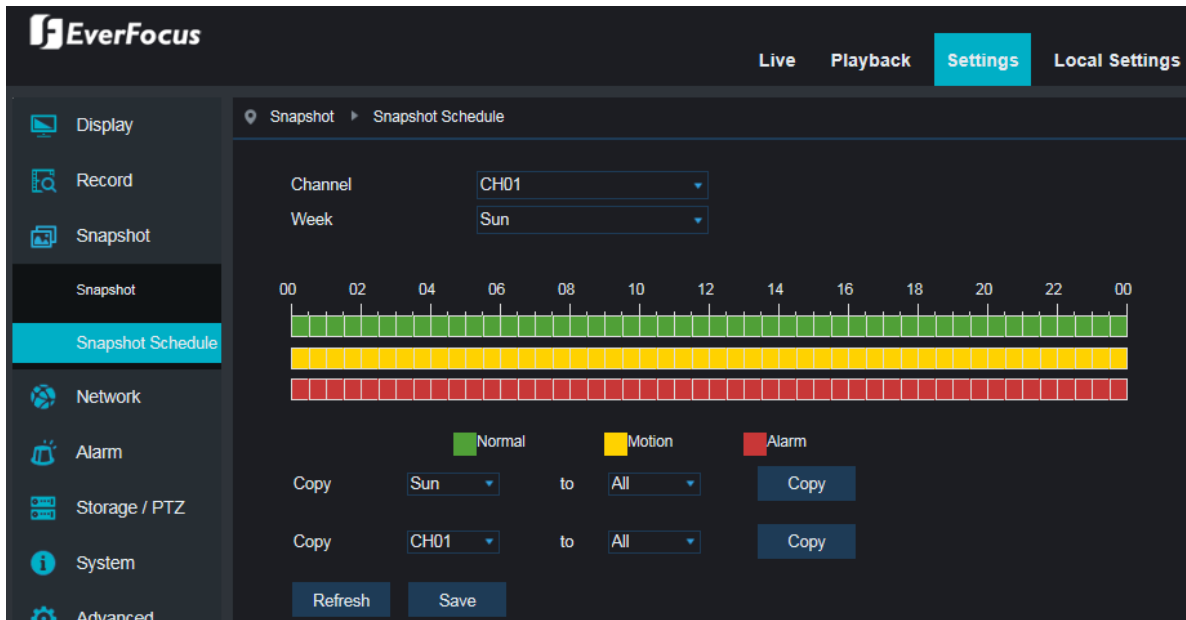 EverFocus
Live Playback Settings Local Settings
Display
Record
Snapshot
Snapshot
Snapshot Schedule
Network
Alarm
Storage / PTZ
System
Advanced
Snapshot Snapshot Schedule
Channel CH01
Week Sun
00 02 04 06 08 10 12 14 16 18 20 22 00
Normal Motion Alarm
Copy Sun to All Copy
Copy CH01 to All Copy
Refresh Save